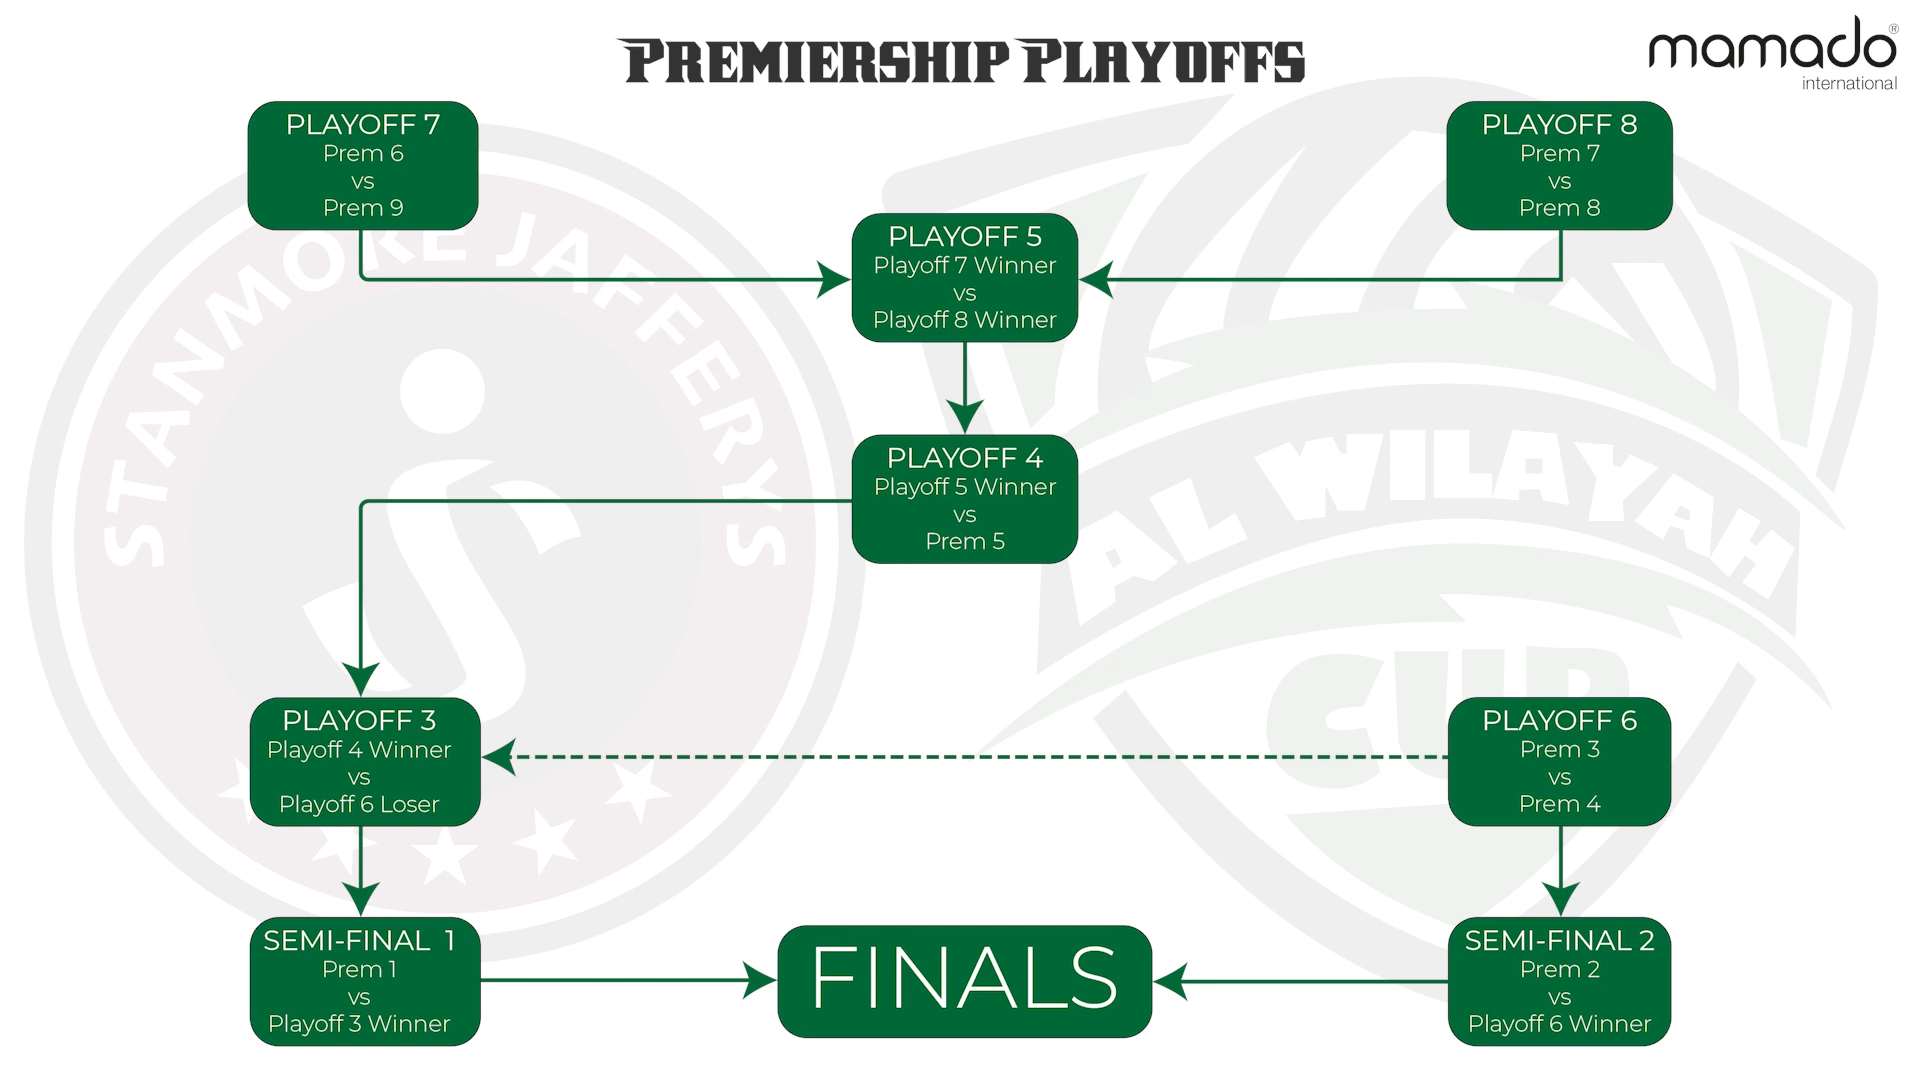 PREMIERSHIP PLAYOFFS
mamado®
international
PLAYOFF 7
Prem 6
vs
Prem 9
PLAYOFF 8
Prem 7
vs
Prem 8
PLAYOFF 5
Playoff 7 Winner
vs
Playoff 8 Winner
PLAYOFF 4
Playoff 5 Winner
vs
Prem 5
PLAYOFF 3
Playoff 4 Winner
vs
Playoff 6 Loser
PLAYOFF 6
Prem 3
vs
Prem 4
SEMI-FINAL 1
Prem 1
vs
Playoff 3 Winner
FINALS
SEMI-FINAL 2
Prem 2
vs
Playoff 6 Winner
STANMORE JAFFERYS
AL WILAYAH
CUP